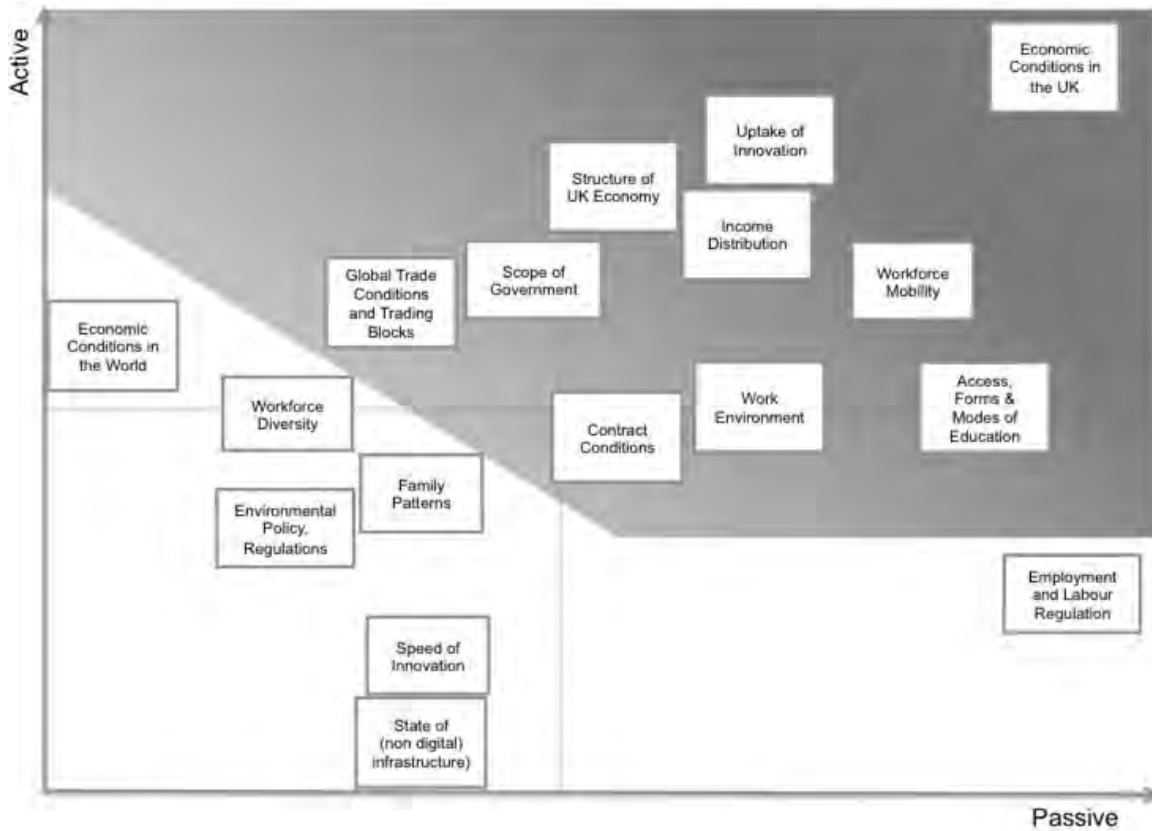 Active
Economic
Conditions in
the UK
Uptake of
Innovation
Structure of
UK Economy
Income
Distribution
Scope of
Government
Global Trade
Conditions
and Trading
Blocks
Workforce
Mobility
Economic
Conditions in
the World
Workforce
Diversity
Contract
Conditions
Work
Environment
Access,
Forms &
Modes of
Education
Family
Patterns
Environmental
Policy,
Regulations
Employment
and Labour
Regulation
Speed of
Innovation
State of
(non digital)
infrastructure)
Passive